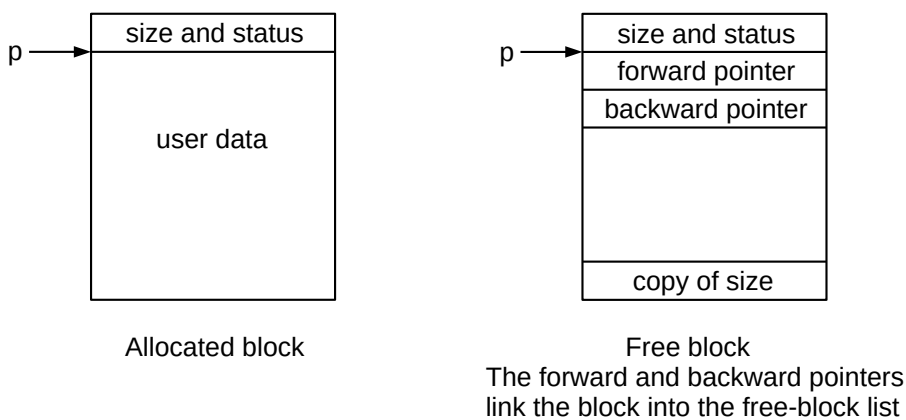 size and status
p
user data
Allocated block
size and status
p
forward pointer
backward pointer
copy of size
Free block
The forward and backward pointers
link the block into the free-block list